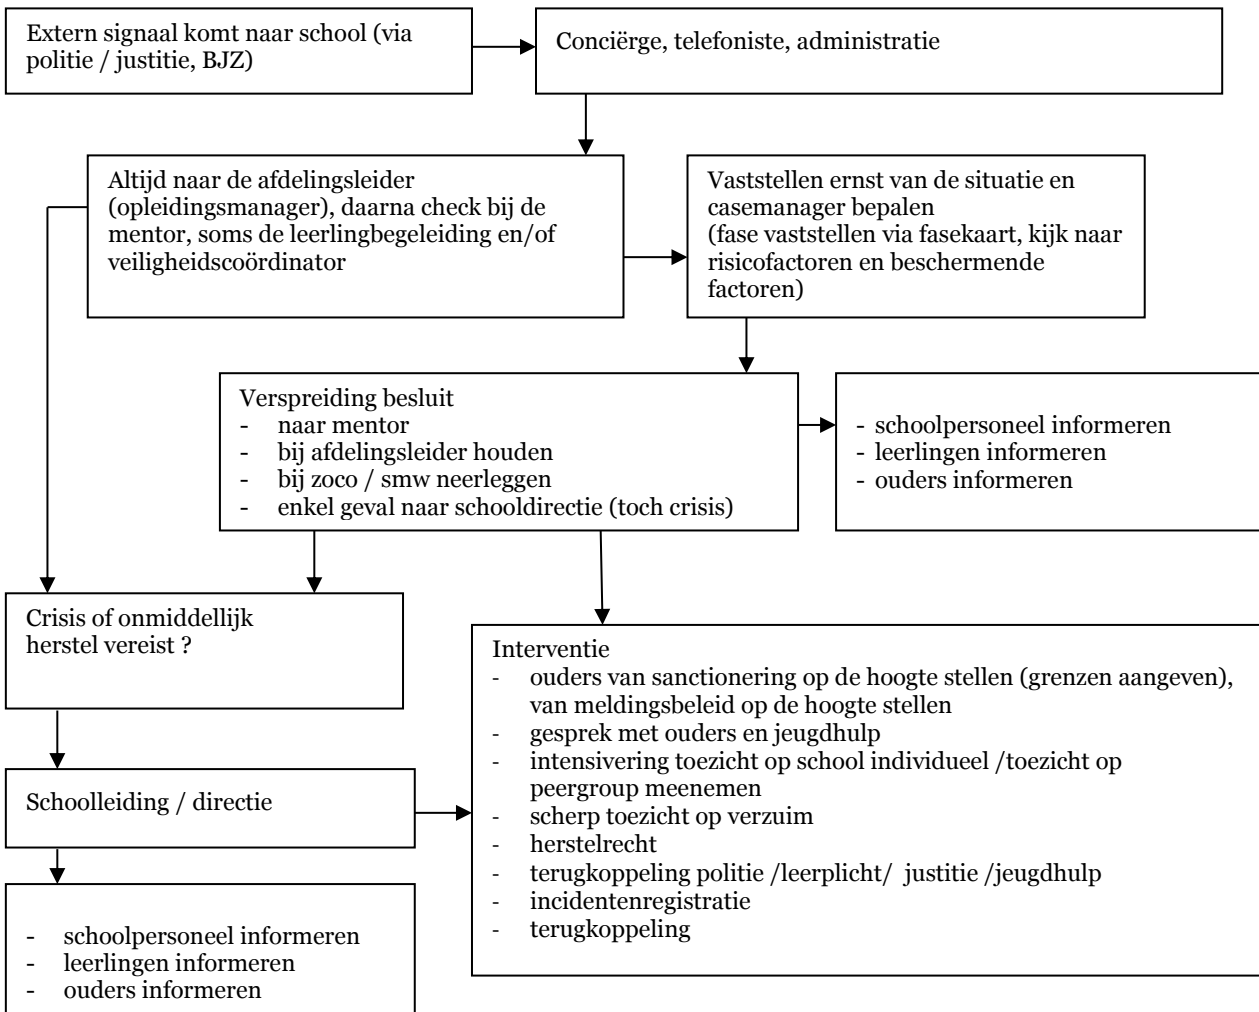 Extern signaal komt naar school (via
politie / justitie, BJZ)
Conciërge, telefoniste, administratie
Altijd naar de afdelingsleider
(opleidingsmanager), daarna check bij de
mentor, soms de leerlingbegeleiding en/of
veiligheidscoördinator
Vaststellen ernst van de situatie en
casemanager bepalen
(fase vaststellen via fasekaart, kijk naar
risicofactoren en beschermende
factoren)
Verspreiding besluit
- naar mentor
- bij afdelingsleider houden
- bij zoco / smw neerleggen
- enkel geval naar schooldirectie (toch crisis)
- schoolpersoneel informeren
- leerlingen informeren
- ouders informeren
Crisis of onmiddellijk
herstel vereist ?
Interventie
- ouders van sanctionering op de hoogte stellen (grenzen aangeven),
van meldingsbeleid op de hoogte stellen
- gesprek met ouders en jeugdhulp
- intensivering toezicht op school individueel /toezicht op
peergroup meenemen
- scherp toezicht op verzuim
- herstelrecht
- terugkoppeling politie /leerplicht/ justitie /jeugdhulp
- incidentenregistratie
- terugkoppeling
Schoolleiding / directie
- schoolpersoneel informeren
- leerlingen informeren
- ouders informeren